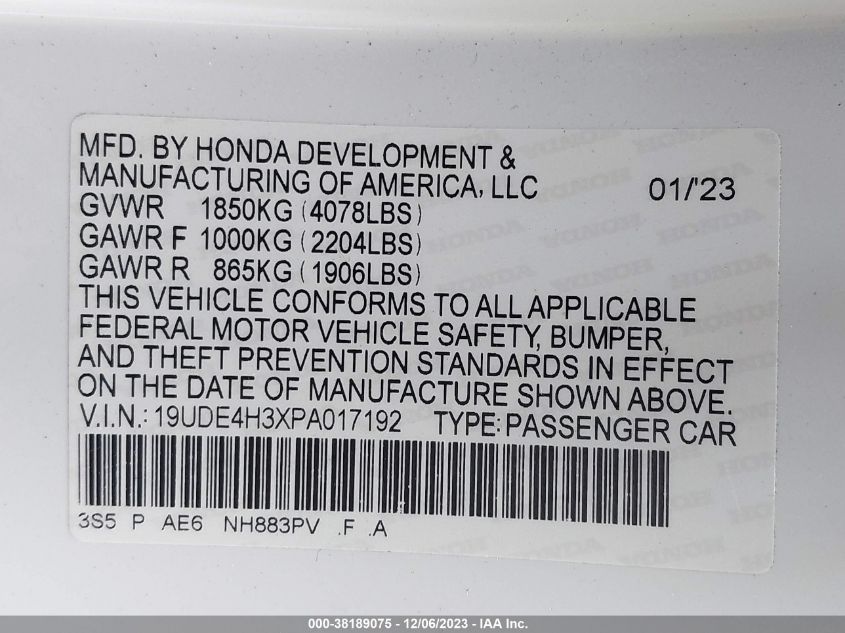 MFD. BY HONDA DEVELOPMENT &
MANUFACTURING OF AMERICA, LLC 01/'23
GVWR 1850KG (4078LBS)
GAWR F 1000KG (2204LBS)
GAWR R 865KG (1906LBS)
THIS VEHICLE CONFORMS TO ALL APPLICABLE
FEDERAL MOTOR VEHICLE SAFETY, BUMPER,
AND THEFT PREVENTION STANDARDS IN EFFECT
ON THE DATE OF MANUFACTURE SHOWN ABOVE.
V.I.N.: 19UDE4H3XPA017192 TYPE: PASSENGER CAR
3S5 P AE6 NH883PV .F .A
000-38189075 - 12/06/2023 - IAA Inc.